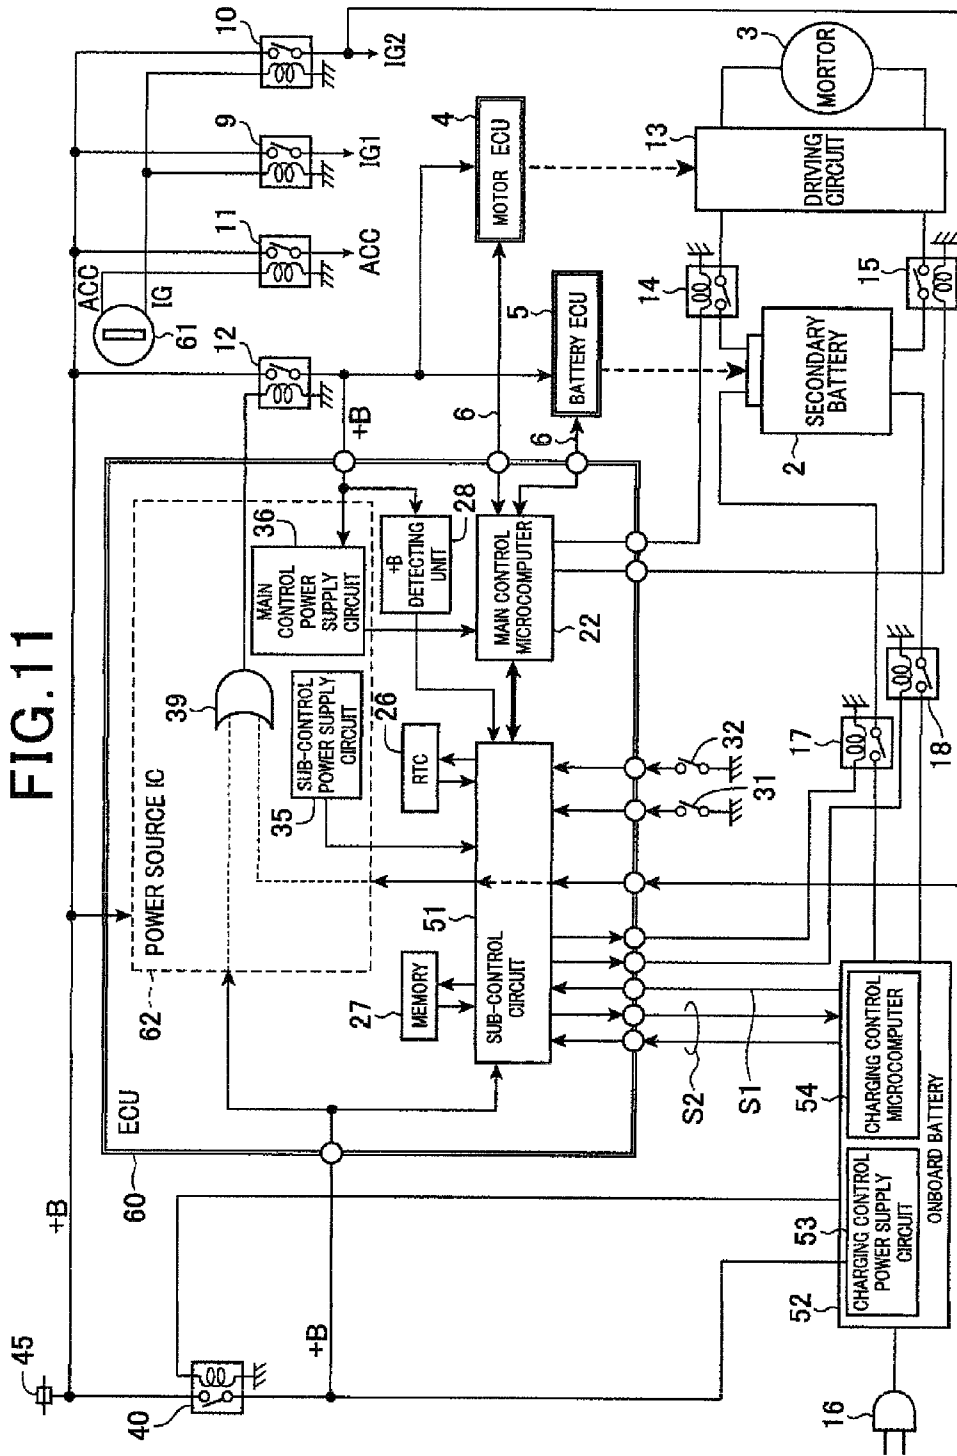 FIG.11
45
+B
40
+B
60
ECU
62
POWER SOURCE IC
39
35
SUB-CONTROL
POWER SUPPLY
CIRCUIT
36
MAIN
CONTROL
POWER
SUPPLY
CIRCUIT
+B
DETECTING
UNIT
28
27
MEMORY
26
RTC
51
SUB-CONTROL
CIRCUIT
MAIN CONTROL
MICROCOMPUTER
22
31
32
+B
12
61
ACC
IG
11
ACC
9
IG1
10
IG2
6
6
5
BATTERY ECU
4
MOTOR ECU
3
MORTOR
13
DRIVING
CIRCUIT
14
15
2
SECONDARY
BATTERY
17
18
S2
S1
16
52
53
CHARGING CONTROL
POWER SUPPLY
CIRCUIT
54
CHARGING CONTROL
MICROCOMPUTER
ONBOARD BATTERY